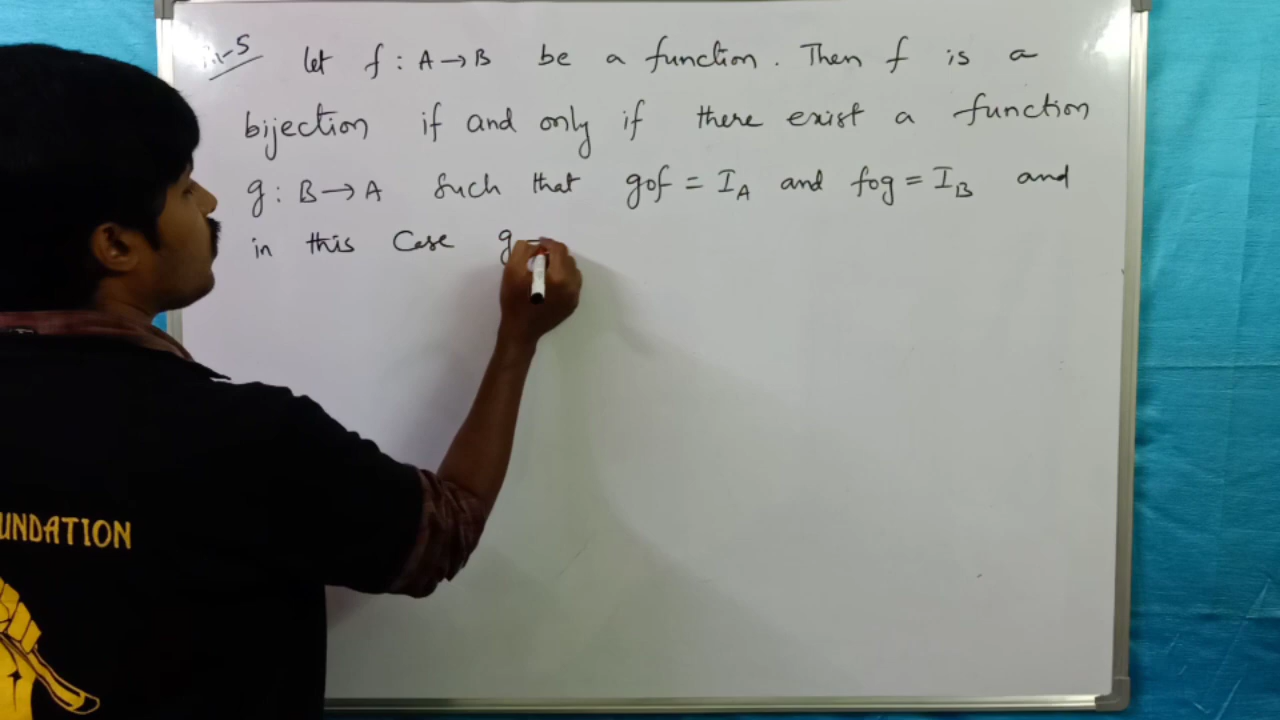 let f : A → B be a function. Then f is a
bijection if and only if there exist a function
g : B → A such that gof = I_A and fog = I_B and
in this case g
UNDATION